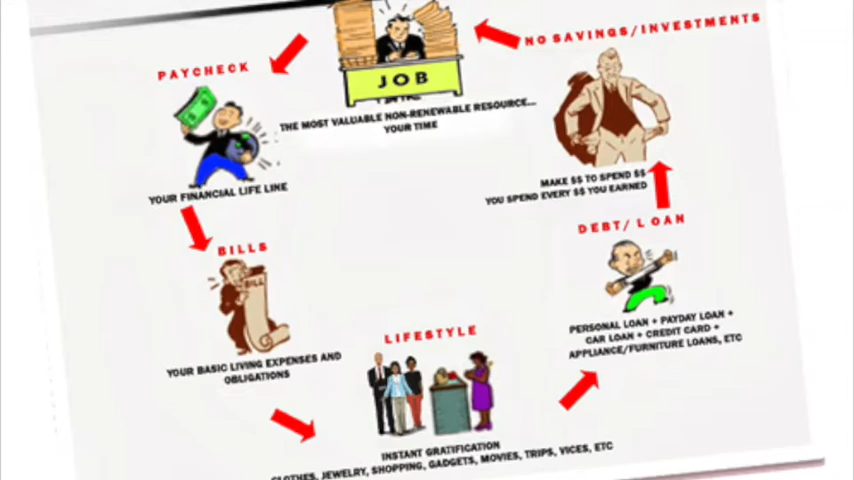 NO SAVINGS/INVESTMENTS
PAYCHECK
JOB
THE MOST VALUABLE NON-RENEWABLE RESOURCE...
YOUR TIME
YOUR FINANCIAL LIFE LINE
MAKE $$ TO SPEND $$
YOU SPEND EVERY $$ YOU EARNED
DEBT/ LOAN
BILLS
BILL
PERSONAL LOAN + PAYDAY LOAN +
CAR LOAN + CREDIT CARD +
APPLIANCE/FURNITURE LOANS, ETC
LIFESTYLE
YOUR BASIC LIVING EXPENSES AND
OBLIGATIONS
INSTANT GRATIFICATION
CLOTHES, JEWELRY, SHOPPING, GADGETS, MOVIES, TRIPS, VICES, ETC